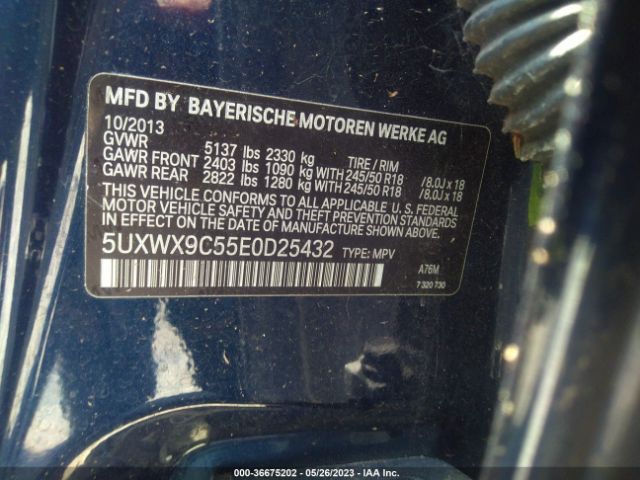 MFD BY BAYERISCHE MOTOREN WERKE AG
10/2013
GVWR 5137 lbs 2330 kg TIRE / RIM
GAWR FRONT 2403 lbs 1090 kg WITH 245/50 R18 / 8.0J x 18
GAWR REAR 2822 lbs 1280 kg WITH 245/50 R18 / 8.0J x 18
THIS VEHICLE CONFORMS TO ALL APPLICABLE U. S. FEDERAL
MOTOR VEHICLE SAFETY AND THEFT PREVENTION STANDARDS
IN EFFECT ON THE DATE OF MANUFACTURE SHOWN ABOVE.
5UXWX9C55E0D25432 TYPE: MPV
A76M
7 320 730
000-36675202 - 05/26/2023 - IAA Inc.